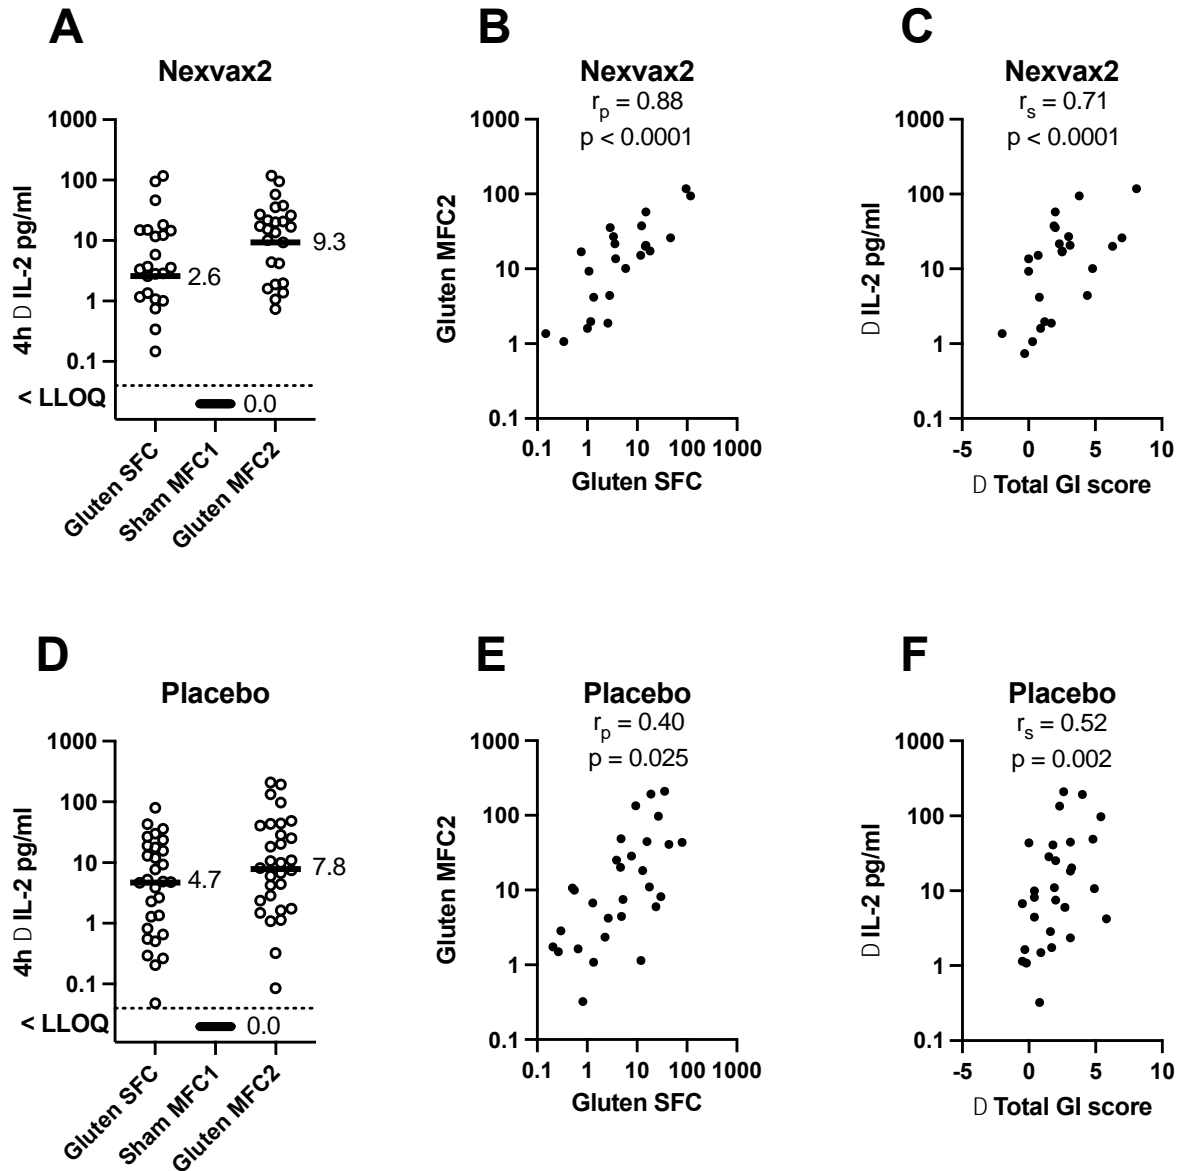 A
Nexvax2
1000
100
10
1
0.1
< LLOQ
4h D IL-2 pg/ml
2.6
0.0
9.3
Gluten SFC
Sham MFC1
Gluten MFC2
B
Nexvax2
rp = 0.88
p < 0.0001
1000
100
10
1
0.1
Gluten MFC2
0.1 1 10 100 1000
Gluten SFC
C
Nexvax2
rs = 0.71
p < 0.0001
1000
100
10
1
0.1
D IL-2 pg/ml
-5 0 5 10
D Total GI score
D
Placebo
1000
100
10
1
0.1
< LLOQ
4h D IL-2 pg/ml
4.7
0.0
7.8
Gluten SFC
Sham MFC1
Gluten MFC2
E
Placebo
rp = 0.40
p = 0.025
1000
100
10
1
0.1
Gluten MFC2
0.1 1 10 100 1000
Gluten SFC
F
Placebo
rs = 0.52
p = 0.002
1000
100
10
1
0.1
D IL-2 pg/ml
-5 0 5 10
D Total GI score